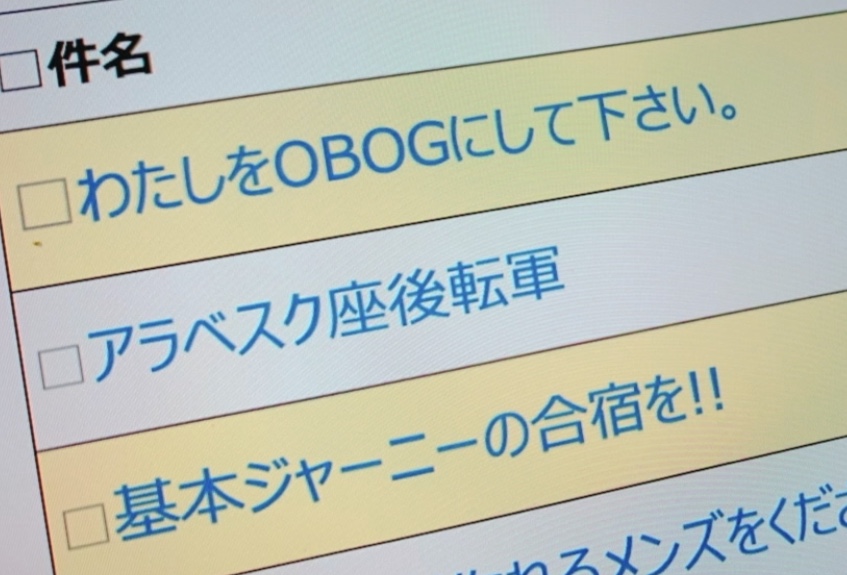 □件名
□わたしをOBOGにして下さい。
□アラベスク座後転軍
□基本ジャーニーの合宿を!!
れるメンズをくださ